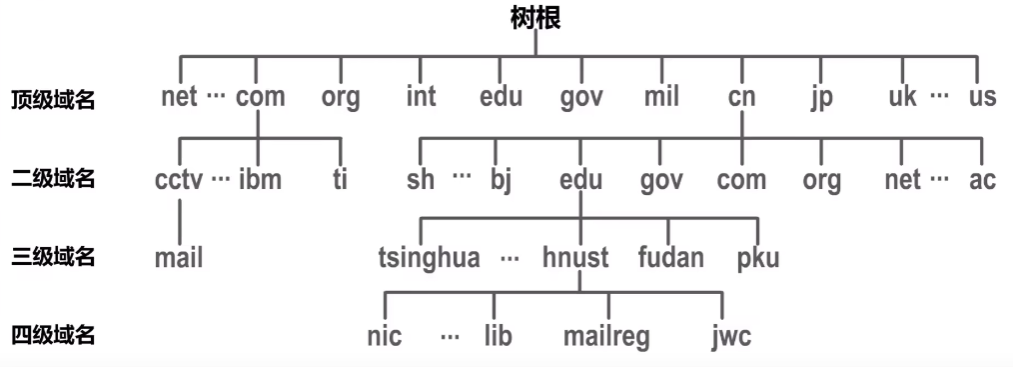 树根
顶级域名 net ··· com org int edu gov mil cn jp uk ··· us
二级域名 cctv ··· ibm ti sh ··· bj edu gov com org net ··· ac
三级域名 mail tsinghua ··· hnust fudan pku
四级域名 nic ··· lib mailreg jwc